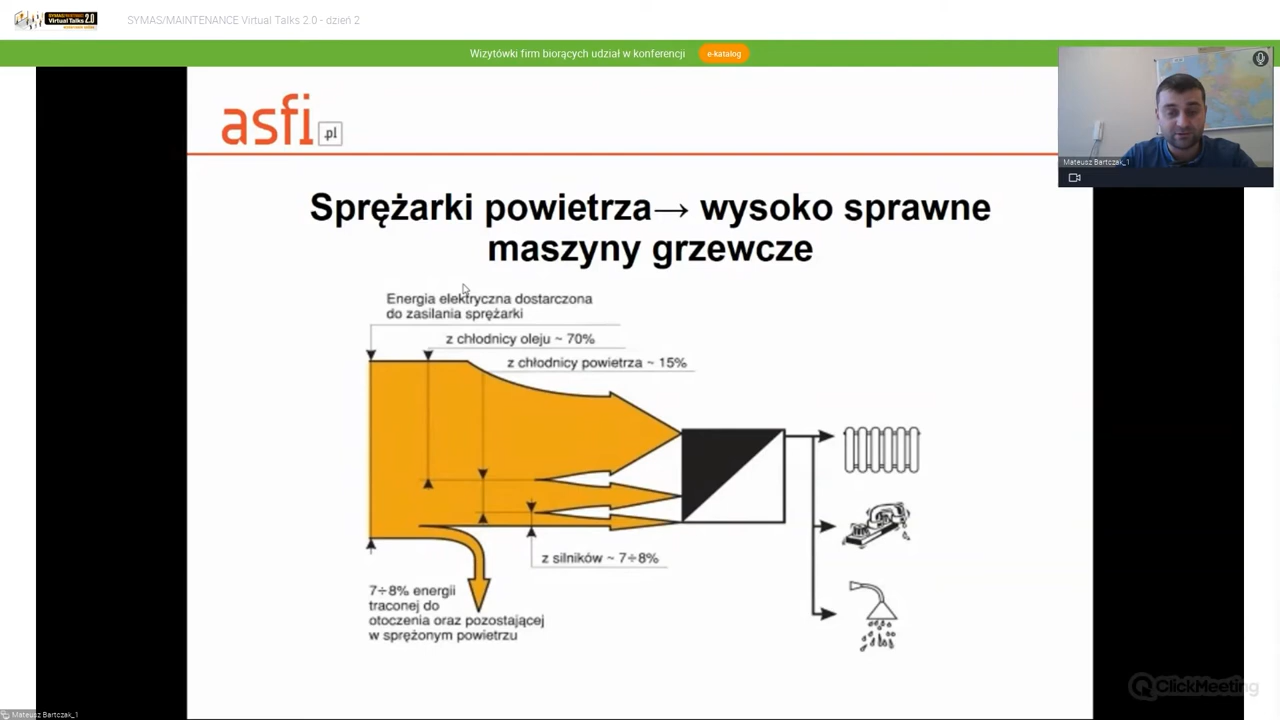 SYMAS/MAINTENANCE Virtual Talks 2.0 - dzień 2
Wizytówki firm biorących udział w konferencji
e-katalog
asfi .pl
Mateusz Bartczak_1
Sprężarki powietrza→ wysoko sprawne
maszyny grzewcze
Energia elektryczna dostarczona
do zasilania sprężarki
z chłodnicy oleju ~ 70%
z chłodnicy powietrza ~ 15%
z silników ~ 7÷8%
7÷8% energii
traconej do
otoczenia oraz pozostającej
w sprężonym powietrzu
ClickMeeting
Mateusz Bartczak_1